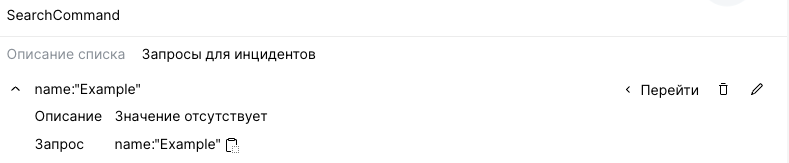 SearchCommand
Описание списка Запросы для инцидентов
name:"Example" Перейти
Описание Значение отсутствует
Запрос name:"Example"